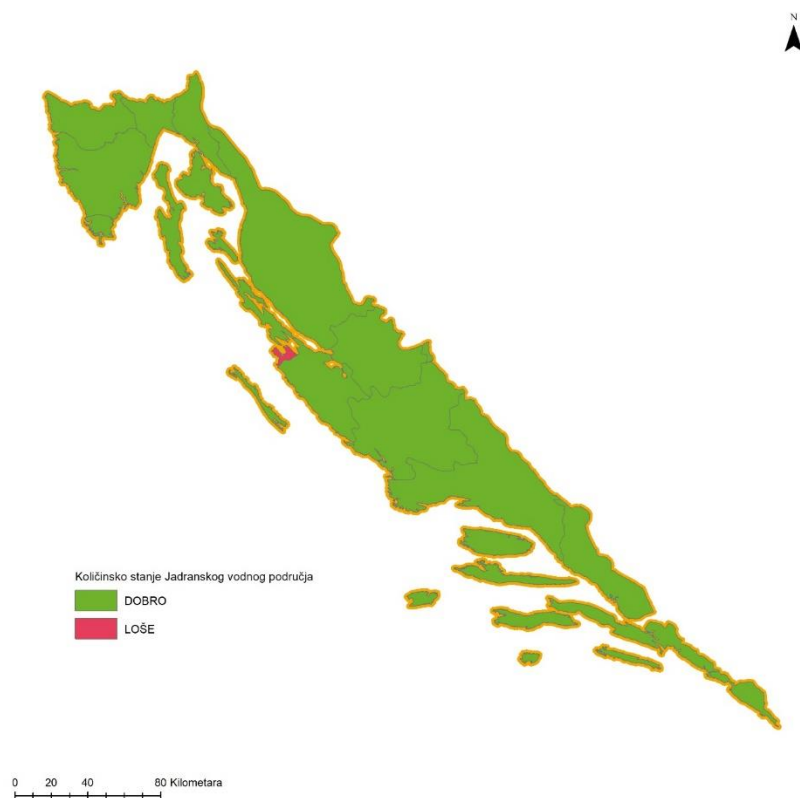 N
Količinsko stanje Jadranskog vodnog područja
DOBRO
LOŠE
0 20 40 80 Kilometara